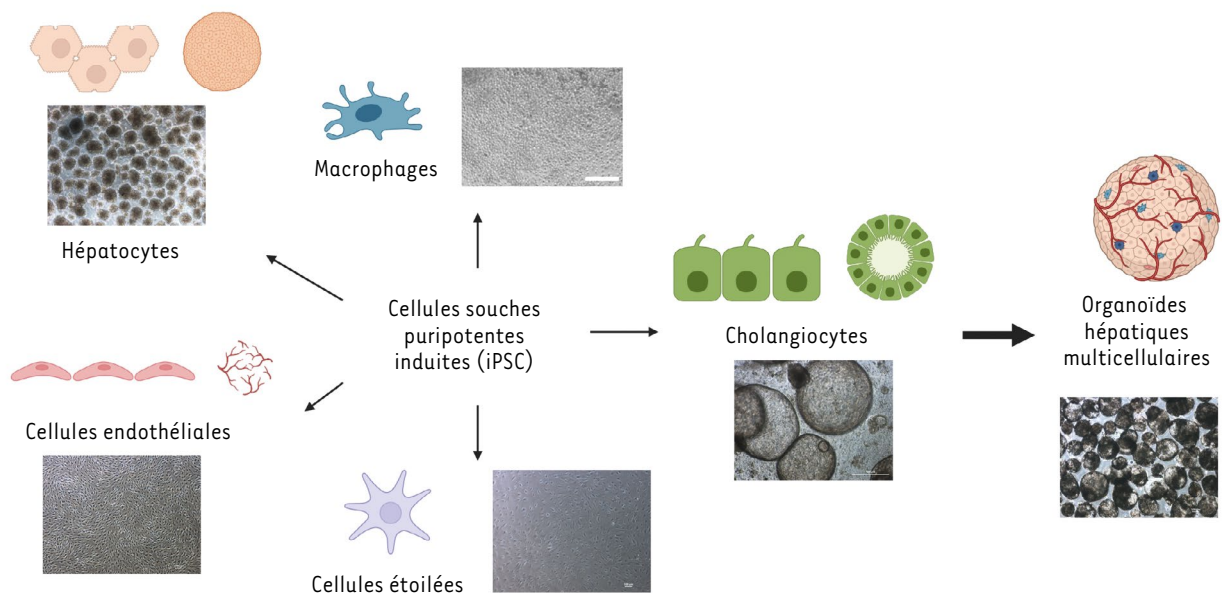 Hépatocytes
Macrophages
Cellules souches
puripotentes
induites (iPSC)
Cellules endothéliales
Cellules étoilées
Cholangiocytes
Organoïdes
hépatiques
multicellulaires